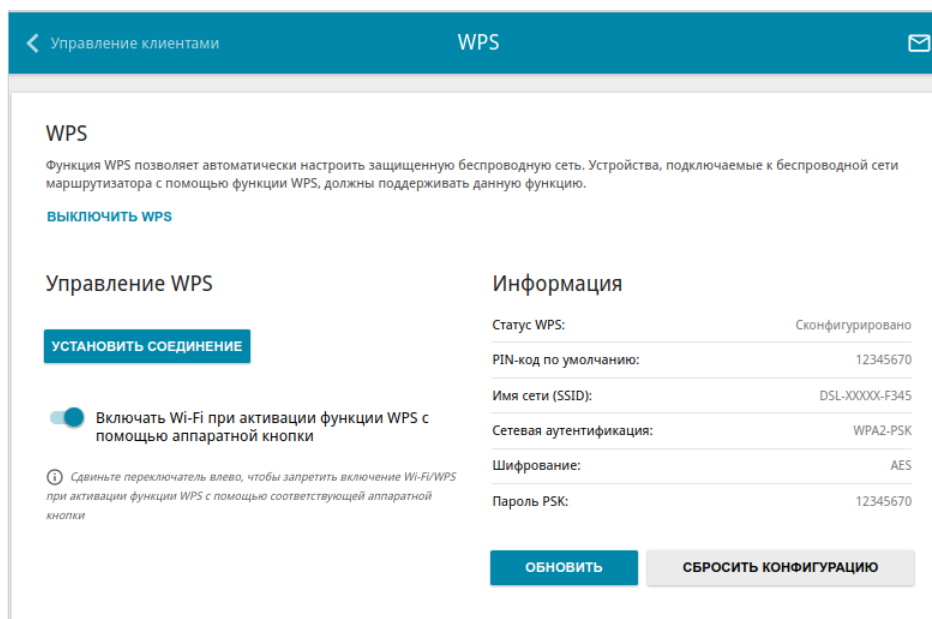 Управление клиентами
WPS
WPS
Функция WPS позволяет автоматически настроить защищенную беспроводную сеть. Устройства, подключаемые к беспроводной сети
маршрутизатора с помощью функции WPS, должны поддерживать данную функцию.
ВЫКЛЮЧИТЬ WPS
Управление WPS
УСТАНОВИТЬ СОЕДИНЕНИЕ
Включать Wi-Fi при активации функции WPS с
помощью аппаратной кнопки
Сдвиньте переключатель влево, чтобы запретить включение Wi-Fi/WPS
при активации функции WPS с помощью соответствующей аппаратной
кнопки
Информация
Статус WPS: Сконфигурировано
PIN-код по умолчанию: 12345670
Имя сети (SSID): DSL-XXXXX-F345
Сетевая аутентификация: WPA2-PSK
Шифрование: AES
Пароль PSK: 12345670
ОБНОВИТЬ СБРОСИТЬ КОНФИГУРАЦИЮ